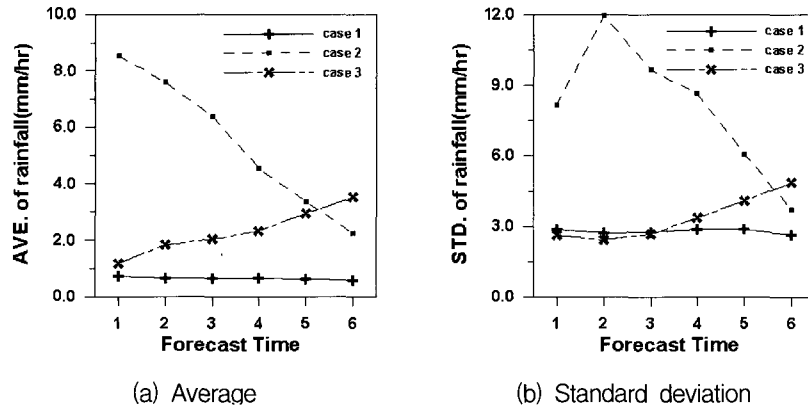 10.0
8.0
6.0
4.0
2.0
0.0
AVE. of rainfall(mm/hr)
case 1
case 2
case 3
1 2 3 4 5 6
Forecast Time
(a) Average
12.0
9.0
6.0
3.0
0.0
STD. of rainfall(mm/hr)
case 1
case 2
case 3
1 2 3 4 5 6
Forecast Time
(b) Standard deviation